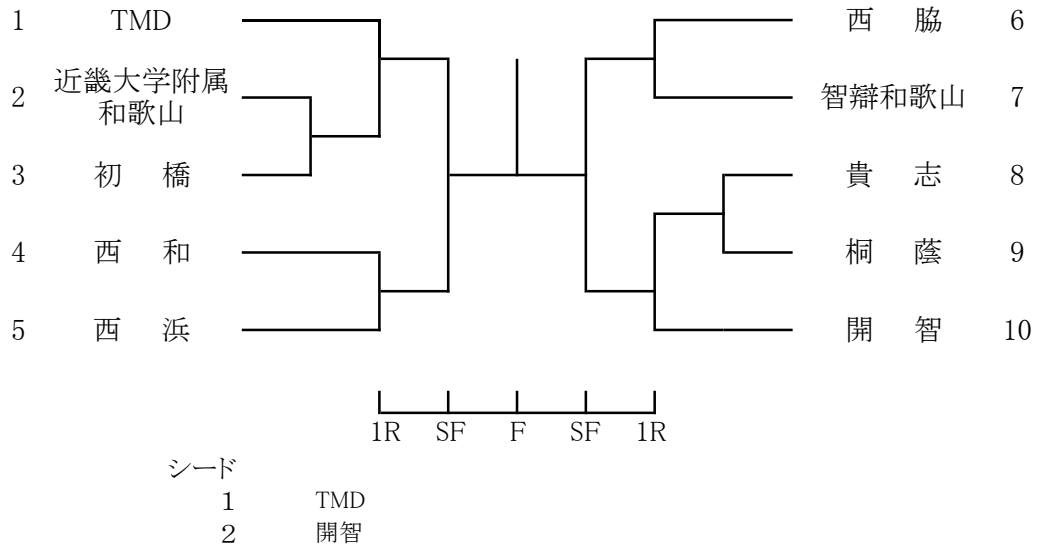 1 TMD
2 近畿大学附属
和歌山
3 初 橋
4 西 和
5 西 浜
西 脇 6
智辯和歌山 7
貴 志 8
桐 蔭 9
開 智 10
1R SF F SF 1R
シード
1 TMD
2 開智